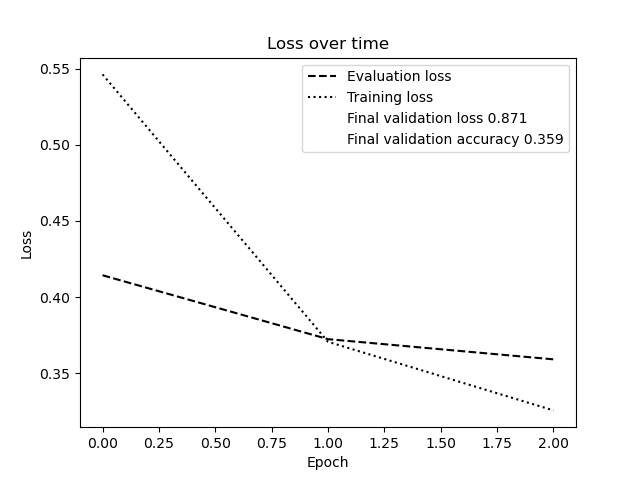 Loss over time
Evaluation loss
Training loss
Final validation loss 0.871
Final validation accuracy 0.359
Loss
0.55
0.50
0.45
0.40
0.35
0.00 0.25 0.50 0.75 1.00 1.25 1.50 1.75 2.00
Epoch